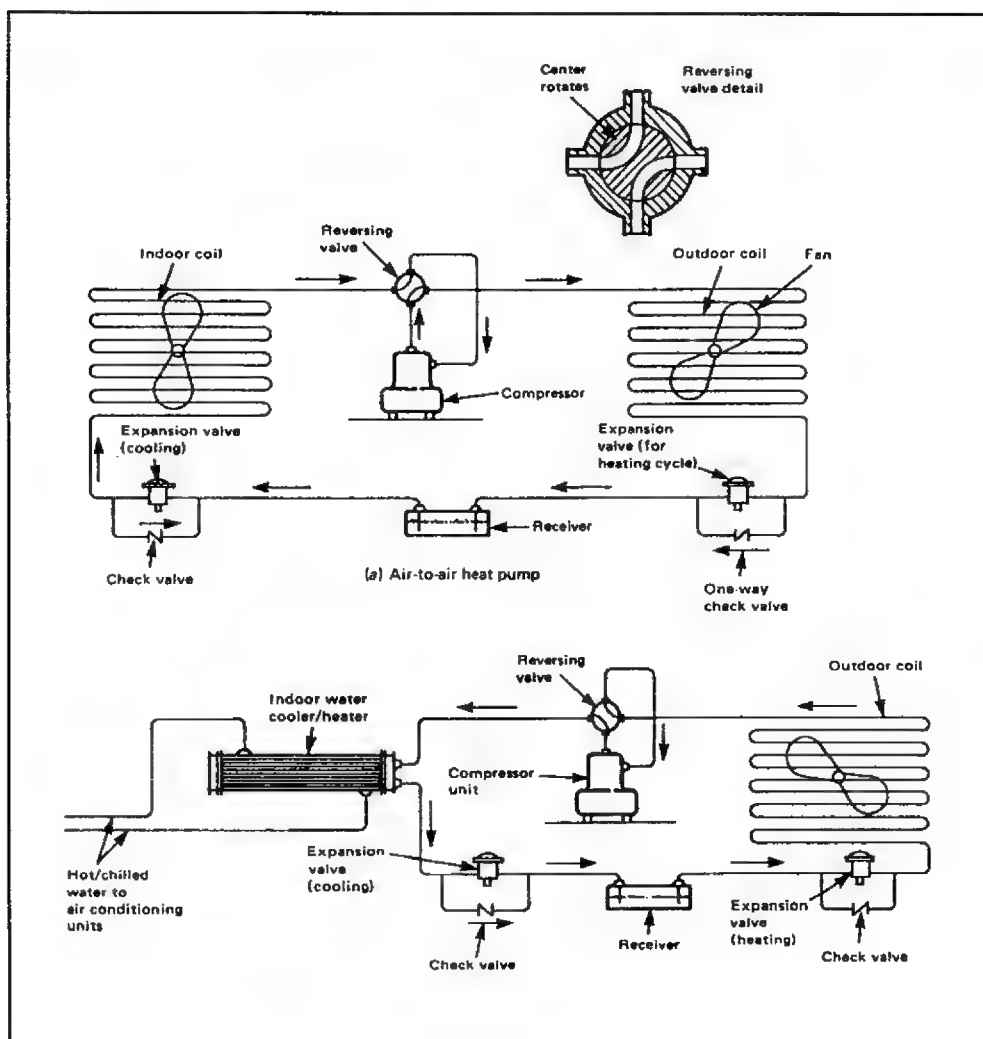 Center
rotates
Reversing
valve detail
Reversing
valve
Indoor coil
Outdoor coil
Fan
Compressor
Expansion valve
(cooling)
Expansion
valve (for
heating cycle)
Receiver
Check valve
(a) Air-to-air heat pump
One-way
check valve
Reversing
valve
Outdoor coil
Indoor water
cooler/heater
Compressor
unit
Hot/chilled
water to
air conditioning
units
Expansion
valve
(cooling)
Receiver
Expansion
valve
(heating)
Check valve
Check valve